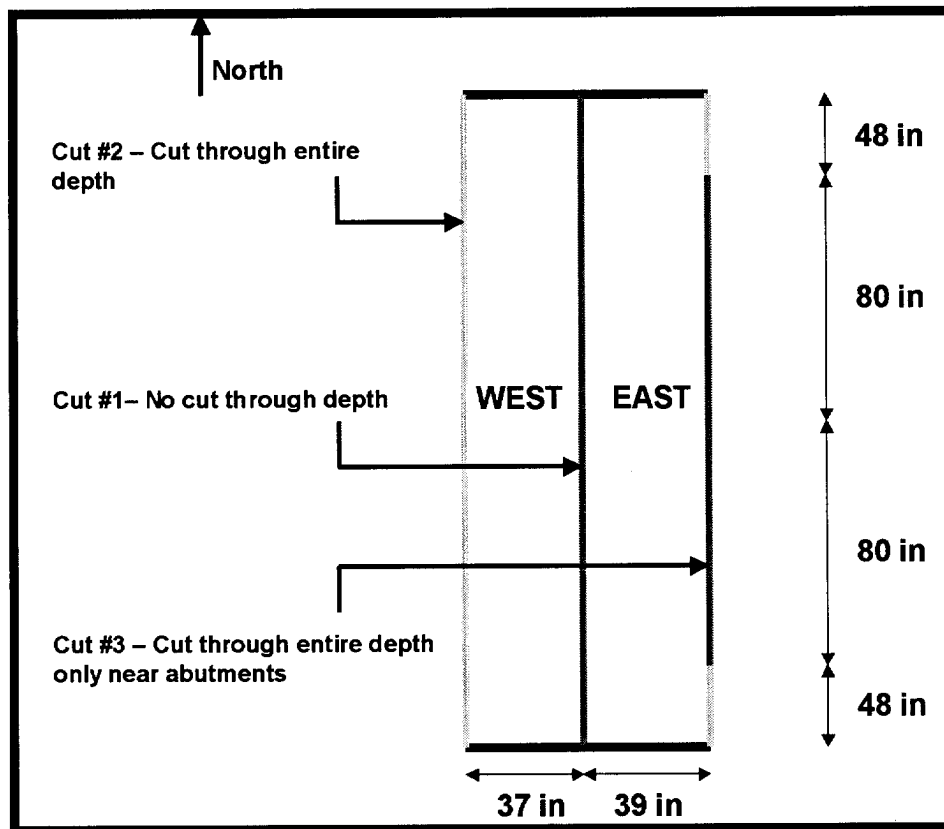 North
48 in
Cut #2 – Cut through entire
depth
80 in
Cut #1– No cut through depth
WEST
EAST
80 in
Cut #3 – Cut through entire depth
only near abutments
48 in
37 in
39 in